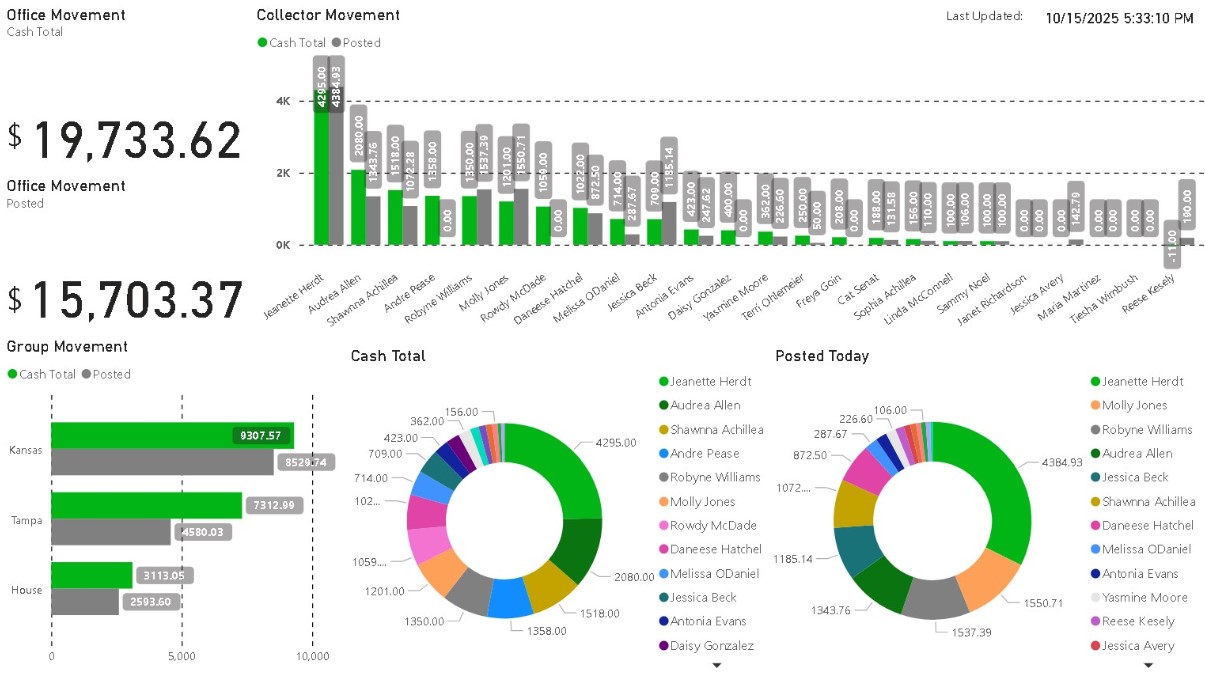 Office Movement
Cash Total
$ 19,733.62
Office Movement
Posted
$ 15,703.37
Collector Movement
Cash Total Posted
Last Updated: 10/15/2025 5:33:10 PM
4K
2K
0K
4295.00 4384.93
2080.00 1343.76
1518.00 1072.28
1358.00 0.00
1350.00 1537.39
1201.00 1550.71
1059.00 0.00
1022.00 872.50
714.00 287.67
709.00 1185.14
423.00 247.62
400.00 0.00
362.00 226.60
250.00 50.00
208.00 0.00
188.00 131.58
156.00 110.00
100.00 106.00
100.00 100.00
0.00 0.00
0.00 142.79
0.00 0.00
0.00 0.00
-11.00 190.00
Jeanette Herdt
Audrea Allen
Shawnna Achillea
Andre Pease
Robyne Williams
Molly Jones
Rowdy McDade
Daneese Hatchel
Melissa ODaniel
Jessica Beck
Antonia Evans
Daisy Gonzalez
Yasmine Moore
Terri Ohlemeier
Freya Goin
Cat Senat
Sophia Achillea
Linda McConnell
Sammy Noel
Janet Richardson
Jessica Avery
Maria Martinez
Tiesha Wimbush
Reese Kesely
Group Movement
Cash Total Posted
Kansas
9307.57
8529.74
Tampa
7312.99
4580.03
House
3113.05
2593.60
0 5,000 10,000
Cash Total
4295.00
2080.00
1518.00
1358.00
1350.00
1201.00
1059....
102...
714.00
709.00
423.00
362.00
156.00
Jeanette Herdt
Audrea Allen
Shawnna Achillea
Andre Pease
Robyne Williams
Molly Jones
Rowdy McDade
Daneese Hatchel
Melissa ODaniel
Jessica Beck
Antonia Evans
Daisy Gonzalez
Posted Today
4384.93
1550.71
1537.39
1343.76
1185.14
1072....
872.50
287.67
226.60
106.00
Jeanette Herdt
Molly Jones
Robyne Williams
Audrea Allen
Jessica Beck
Shawnna Achillea
Daneese Hatchel
Melissa ODaniel
Antonia Evans
Yasmine Moore
Reese Kesely
Jessica Avery